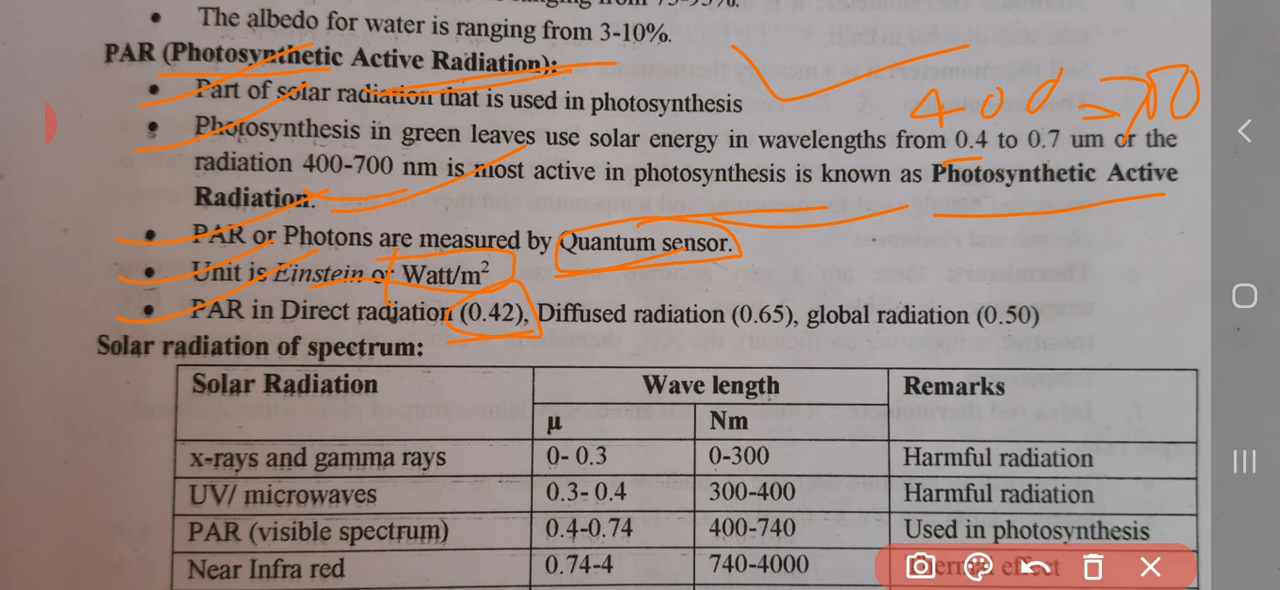 The albedo for water is ranging from 3-10%.
PAR (Photosynthetic Active Radiation):
• Part of solar radiation that is used in photosynthesis
• Photosynthesis in green leaves use solar energy in wavelengths from 0.4 to 0.7 um or the
radiation 400-700 nm is most active in photosynthesis is known as Photosynthetic Active
Radiation.
• PAR or Photons are measured by Quantum sensor.
• Unit is Einstein or Watt/m²
• PAR in Direct radiation (0.42), Diffused radiation (0.65), global radiation (0.50)
Solar radiation of spectrum:
Solar Radiation Wave length Remarks
µ Nm
x-rays and gamma rays 0- 0.3 0-300 Harmful radiation
UV/ microwaves 0.3- 0.4 300-400 Harmful radiation
PAR (visible spectrum) 0.4-0.74 400-740 Used in photosynthesis
Near Infra red 0.74-4 740-4000 effect